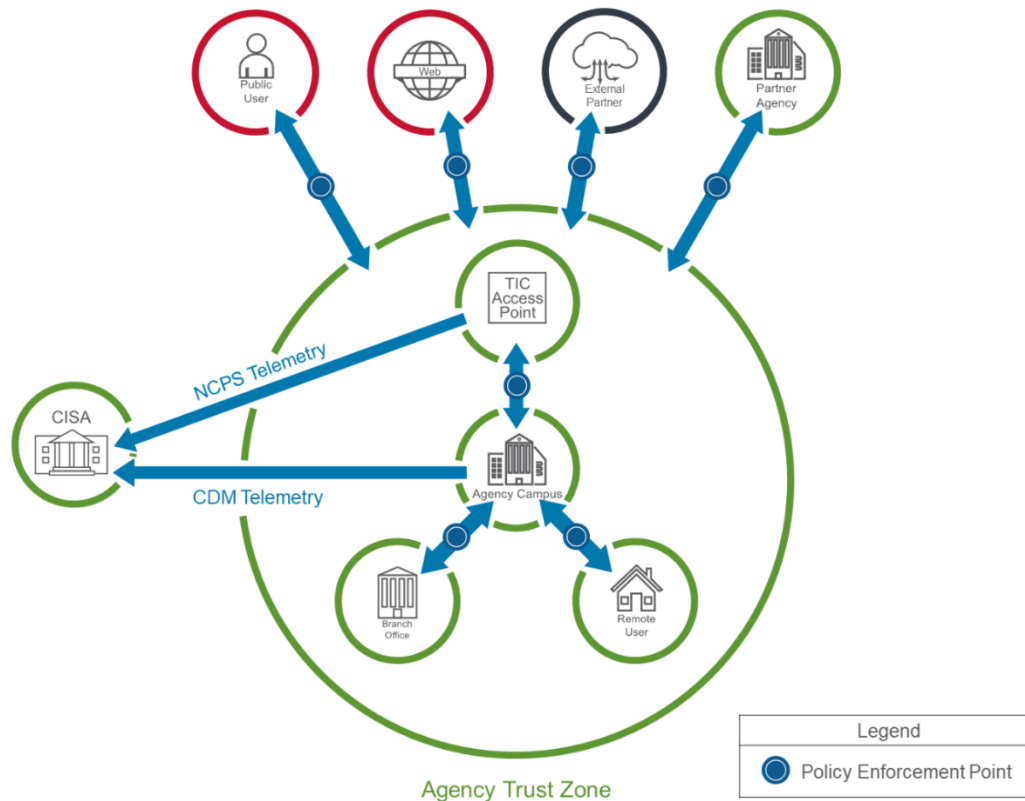 Public
User
Web
External
Partner
Partner
Agency
TIC
Access
Point
NCPS Telemetry
CISA
CDM Telemetry
Agency Campus
Branch
Office
Remote
User
Legend
Policy Enforcement Point
Agency Trust Zone